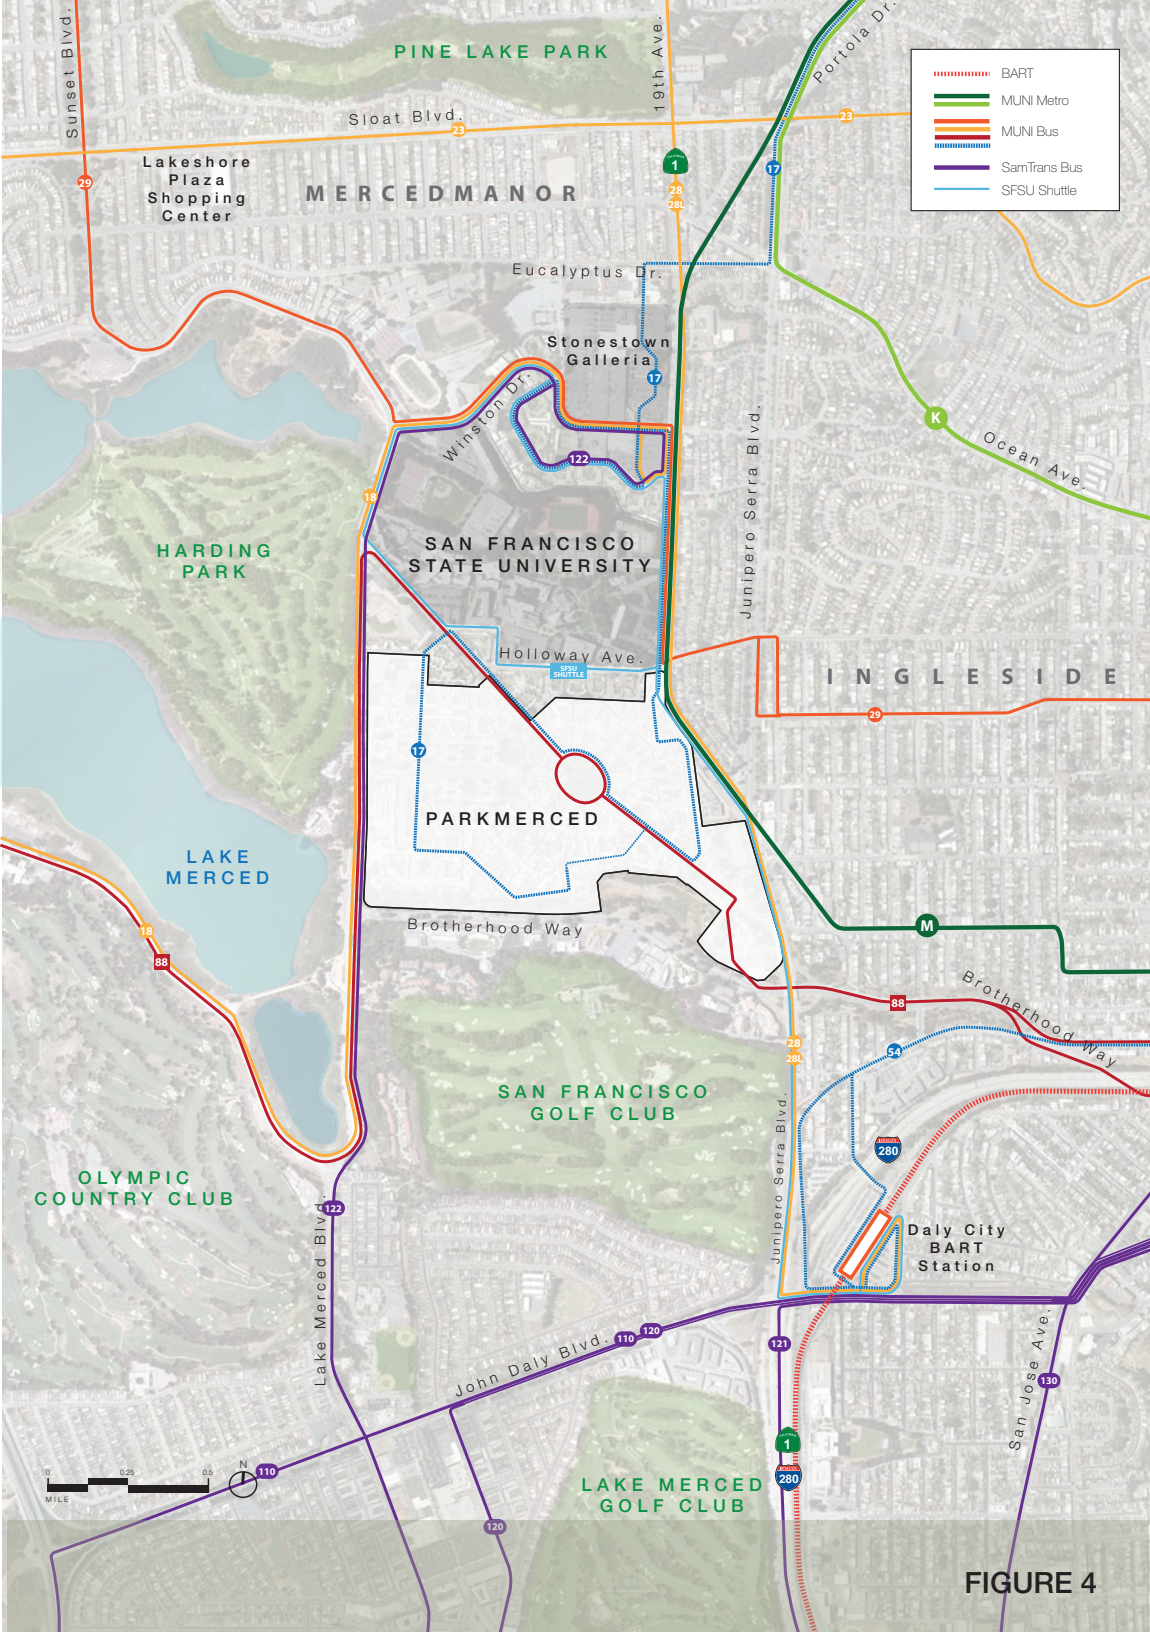 PINE LAKE PARK
Sunset Blvd.
19th Ave.
Portola Dr.
BART
MUNI Metro
MUNI Bus
SamTrans Bus
SFSU Shuttle
Sloat Blvd.
23
23
Lakeshore
Plaza
Shopping
Center
29
1
17
28
28L
MERCEDMANOR
Eucalyptus Dr.
Stonestown
Galleria
17
Winston Dr.
K
Ocean Ave.
Junipero Serra Blvd.
122
18
HARDING
PARK
SAN FRANCISCO
STATE UNIVERSITY
Holloway Ave.
SFSU
SHUTTLE
INGLESIDE
29
17
PARKMERCED
LAKE
MERCED
Brotherhood Way
M
18
88
88
Brotherhood Way
28
28L
54
SAN FRANCISCO
GOLF CLUB
Junipero Serra Blvd.
280
OLYMPIC
COUNTRY CLUB
122
Lake Merced Blvd.
Daly City
BART
Station
John Daly Blvd.
110
120
121
San Jose Ave.
130
1
280
0
0.25
0.5
MILE
N
110
LAKE MERCED
GOLF CLUB
120
FIGURE 4